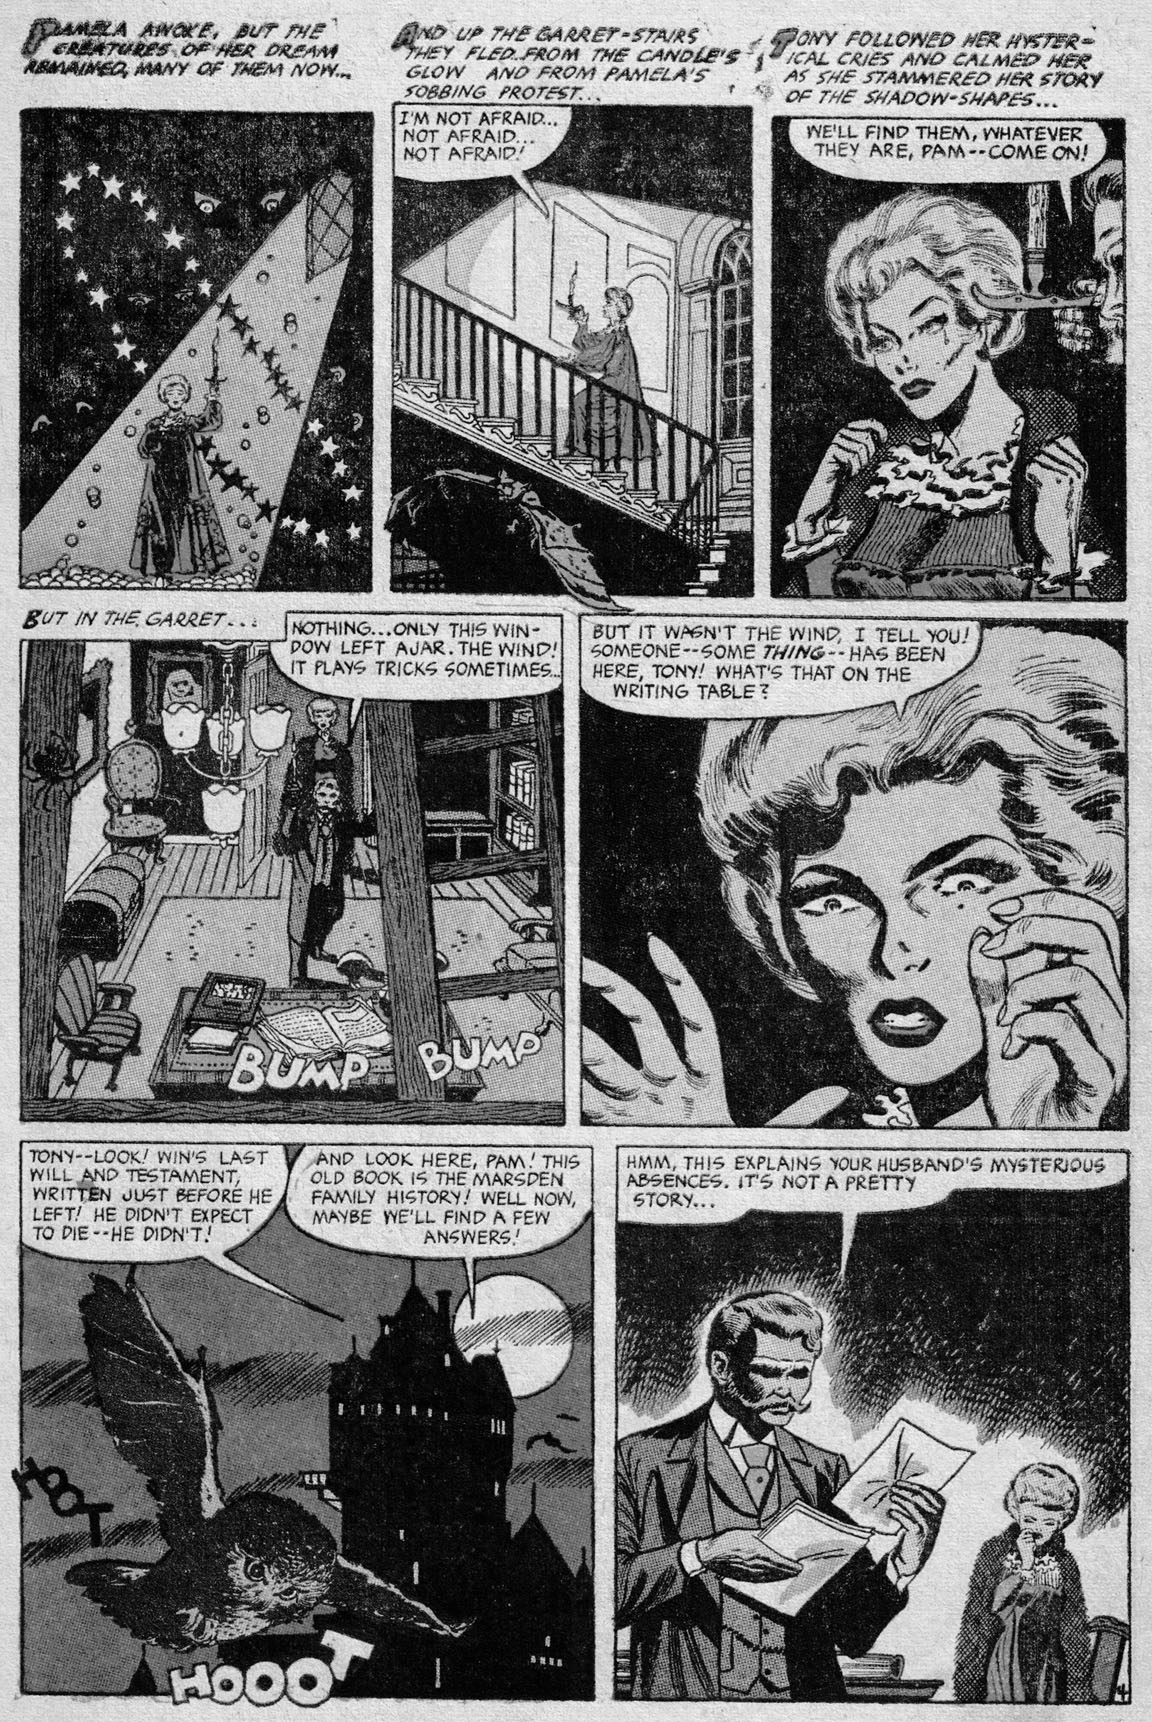 PAMELA AWOKE, BUT THE
CREATURES OF HER DREAM
REMAINED, MANY OF THEM NOW...
AND UP THE GARRET-STAIRS
THEY FLED..FROM THE CANDLE'S
GLOW AND FROM PAMELA'S
SOBBING PROTEST...
I'M NOT AFRAID...
NOT AFRAID...
NOT AFRAID!
TONY FOLLOWED HER HYSTER-
ICAL CRIES AND CALMED HER
AS SHE STAMMERED HER STORY
OF THE SHADOW-SHAPES...
WE'LL FIND THEM, WHATEVER
THEY ARE, PAM--COME ON!
BUT IN THE GARRET...
NOTHING...ONLY THIS WIN-
DOW LEFT AJAR. THE WIND!
IT PLAYS TRICKS SOMETIMES...
BUMP
BUMP
BUT IT WASN'T THE WIND, I TELL YOU!
SOMEONE--SOME THING--HAS BEEN
HERE, TONY! WHAT'S THAT ON THE
WRITING TABLE?
TONY--LOOK! WIN'S LAST
WILL AND TESTAMENT,
WRITTEN JUST BEFORE HE
LEFT! HE DIDN'T EXPECT
TO DIE--HE DIDN'T!
AND LOOK HERE, PAM! THIS
OLD BOOK IS THE MARSDEN
FAMILY HISTORY! WELL NOW,
MAYBE WE'LL FIND A FEW
ANSWERS!
HOOT
HOOOT
HMM, THIS EXPLAINS YOUR HUSBAND'S MYSTERIOUS
ABSENCES. IT'S NOT A PRETTY
STORY...
4